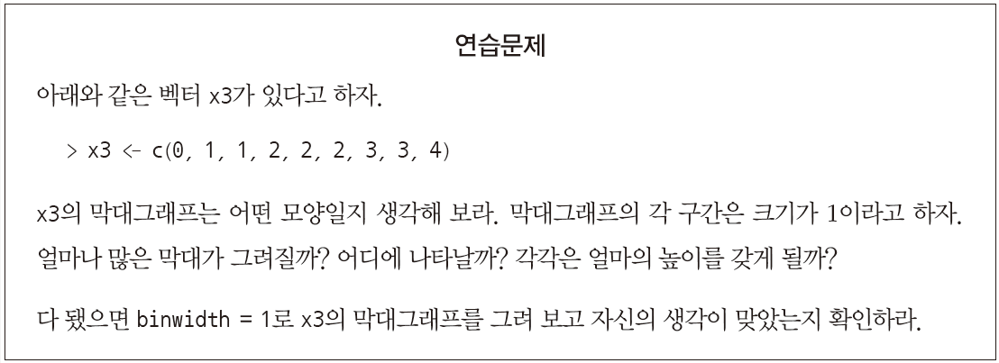 연습문제
아래와 같은 벡터 x3가 있다고 하자.
> x3 <- c(0, 1, 1, 2, 2, 2, 3, 3, 4)
x3의 막대그래프는 어떤 모양일지 생각해 보라. 막대그래프의 각 구간은 크기가 1이라고 하자.
얼마나 많은 막대가 그려질까? 어디에 나타날까? 각각은 얼마의 높이를 갖게 될까?
다 됐으면 binwidth = 1로 x3의 막대그래프를 그려 보고 자신의 생각이 맞았는지 확인하라.